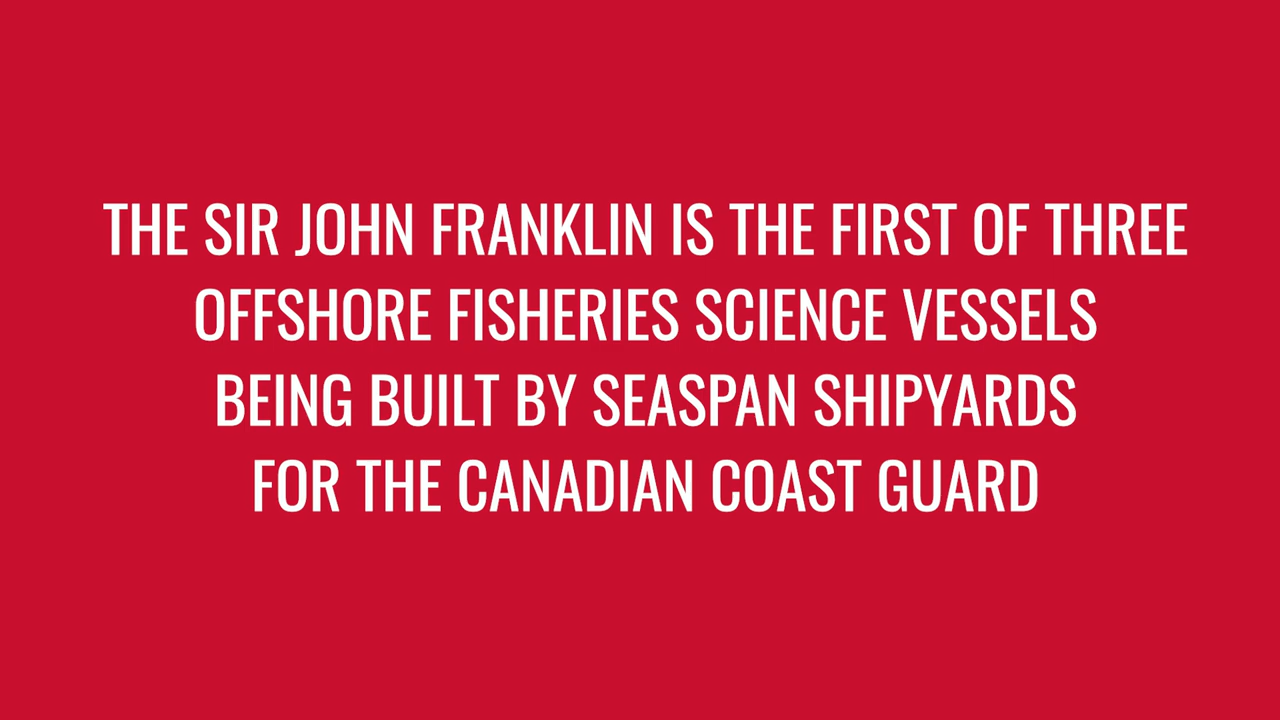 THE SIR JOHN FRANKLIN IS THE FIRST OF THREE
OFFSHORE FISHERIES SCIENCE VESSELS
BEING BUILT BY SEASPAN SHIPYARDS
FOR THE CANADIAN COAST GUARD